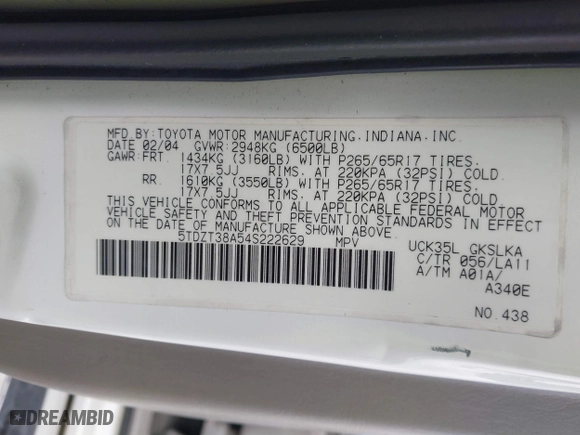 MFD.BY:TOYOTA MOTOR MANUFACTURING.INDIANA.INC.
DATE 02/04 GVWR:2948KG (6500LB)
GAWR:FRT. 1434KG (3160LB) WITH P265/65R17 TIRES.
17X7.5JJ RIMS. AT 220KPA (32PSI) COLD.
RR. 1610KG (3550LB) WITH P265/65R17 TIRES.
17X7.5JJ RIMS. AT 220KPA (32PSI) COLD.
THIS VEHICLE CONFORMS TO ALL APPLICABLE FEDERAL MOTOR
VEHICLE SAFETY AND THEFT PREVENTION STANDARDS IN EFFECT
ON THE DATE OF MANUFACTURE SHOWN ABOVE.
5TDZT38A54S222629 MPV UCK35L GKSLKA
C/TR 056/LA11
A/TM A01A/
A340E
NO.438
DREAMBID